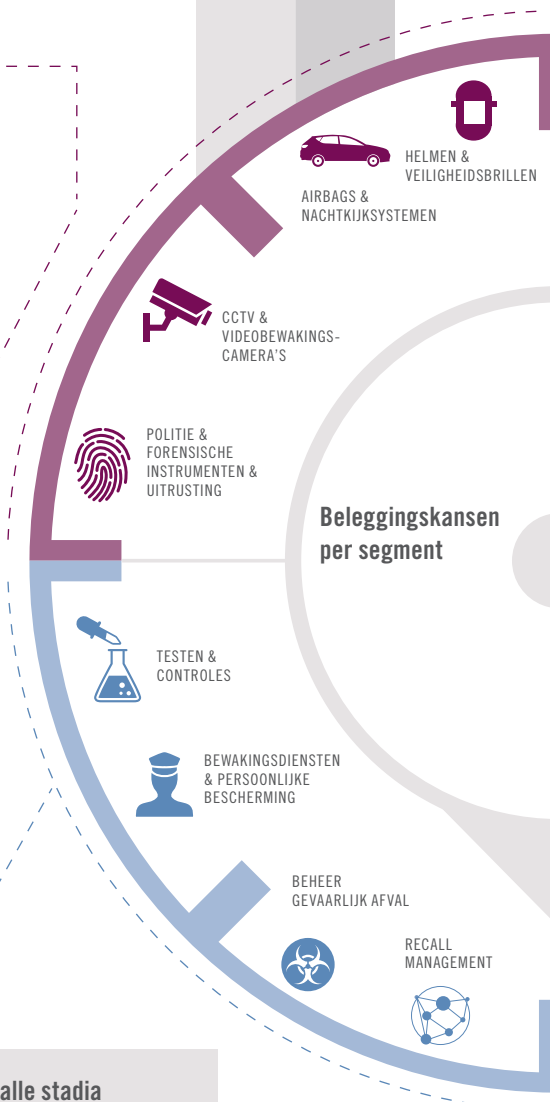 HELMEN &
VEILIGHEIDSBRILLEN
AIRBAGS &
NACHTKIJKSYSTEMEN
CCTV &
VIDEOBEWAKINGS-
CAMERA'S
POLITIE &
FORENSISCHE
INSTRUMENTEN &
UITRUSTING
Beleggingskansen
per segment
TESTEN &
CONTROLES
BEWAKINGSDIENSTEN
& PERSOONLIJKE
BESCHERMING
BEHEER
GEVAARLIJK AFVAL
RECALL
MANAGEMENT
alle stadia